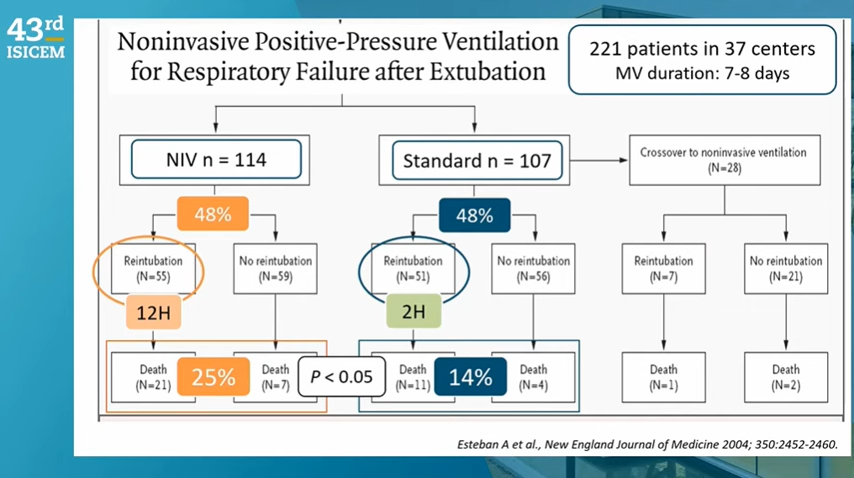 43rd
ISICEM
Noninvasive Positive-Pressure Ventilation
for Respiratory Failure after Extubation
221 patients in 37 centers
MV duration: 7-8 days
NIV n = 114
Standard n = 107
Crossover to noninvasive ventilation
(N=28)
48%
48%
Reintubation
(N=55)
No reintubation
(N=59)
Reintubation
(N=51)
No reintubation
(N=56)
Reintubation
(N=7)
No reintubation
(N=21)
12H
2H
Death
(N=21)
25%
Death
(N=7)
P < 0.05
Death
(N=11)
14%
Death
(N=4)
Death
(N=1)
Death
(N=2)
Esteban A et al., New England Journal of Medicine 2004; 350:2452-2460.